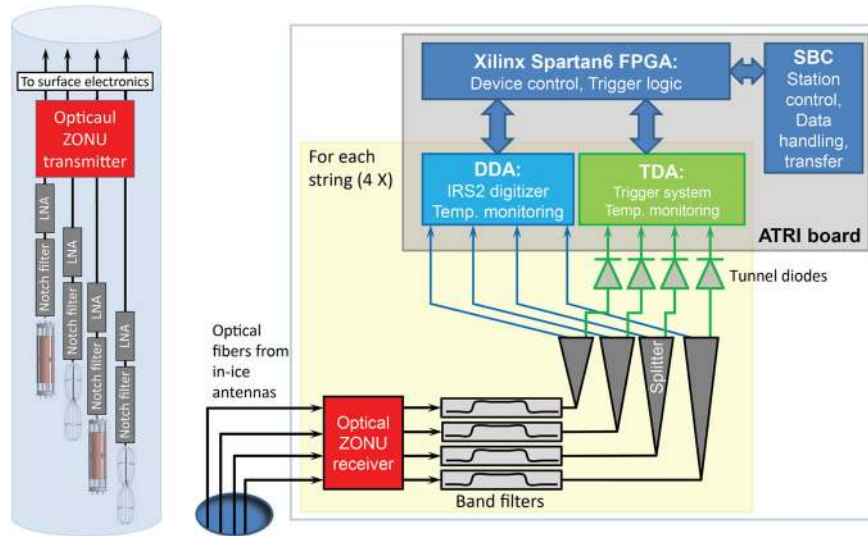 To surface electronics
Opticaul
ZONU
transmitter
LNA
Notch filter
LNA
Notch filter
LNA
Notch filter
LNA
Notch filter
Xilinx Spartan6 FPGA:
Device control, Trigger logic
SBC
Station
control,
Data
handling,
transfer
For each
string (4 X)
DDA:
IRS2 digitizer
Temp. monitoring
TDA:
Trigger system
Temp. monitoring
ATRI board
Tunnel diodes
Optical
fibers from
in-ice
antennas
Splitter
Optical
ZONU
receiver
Band filters